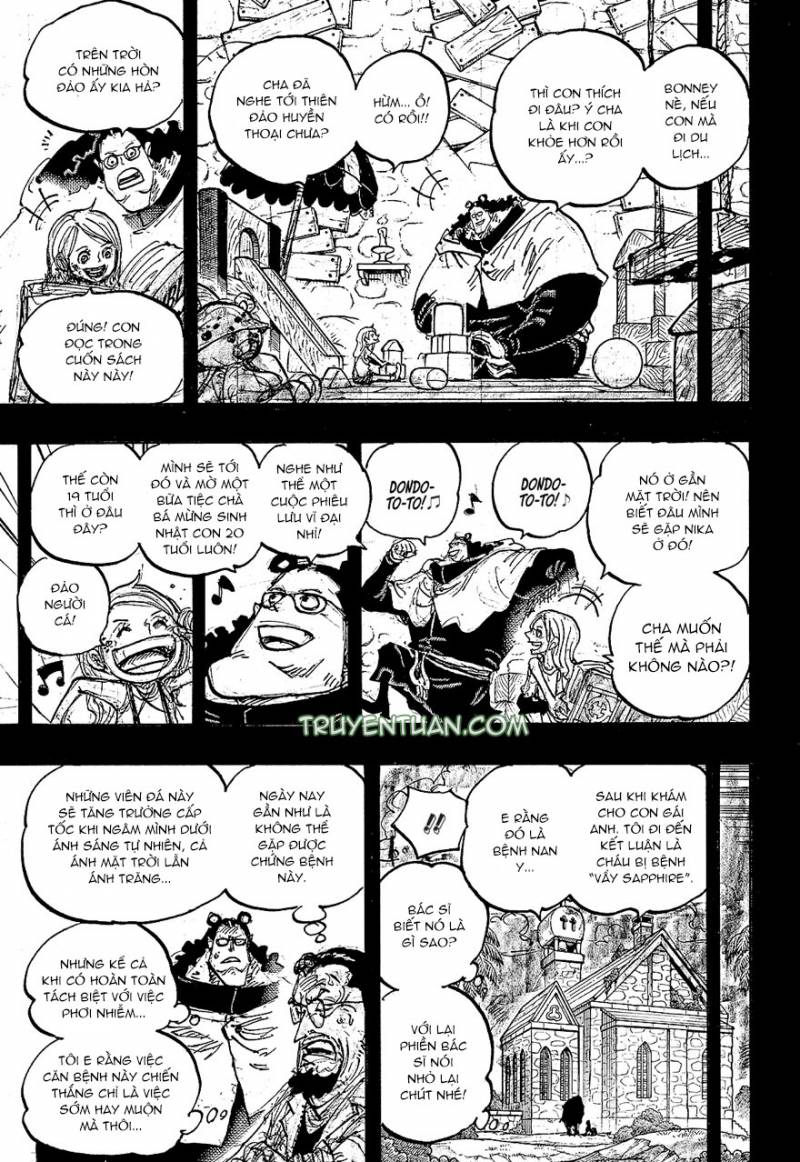 BONNEY
NÈ, NẾU
CON MÀ
ĐI DU
LỊCH...
THÌ CON THÍCH
ĐI ĐÂU? Ý CHA
LÀ KHI CON
KHỎE HƠN RỒI
ẤY...?
HỪM... Ồ!
CÓ RỒI!!
CHA ĐÃ
NGHE TỚI THIÊN
ĐẢO HUYỀN
THOẠI CHƯA?
TRÊN TRỜI
CÓ NHỮNG HÒN
ĐẢO ẤY KIA HẢ?
ĐÚNG! CON
ĐỌC TRONG
CUỐN SÁCH
NÀY NÀY!
NÓ Ở GẦN
MẶT TRỜI! NÊN
BIẾT ĐÂU MÌNH
SẼ GẶP NIKA
Ở ĐÓ!
CHA MUỐN
THẾ MÀ PHẢI
KHÔNG NÀO?!
DONDO-
TO-TO!♪
DONDO-
TO-TO!♫
NGHE NHƯ
THẾ MỘT
CUỘC PHIÊU
LƯU VĨ ĐẠI
NHỈ!
MÌNH SẼ TỚI
ĐÓ VÀ MỞ MỘT
BỮA TIỆC CHÀ
BÁ MỪNG SINH
NHẬT CON 20
TUỔI LUÔN!
THẾ CÒN
19 TUỔI
THÌ Ở ĐÂU
ĐÂY?
ĐẢO
NGƯỜI
CÁ!
TRUYENTUAN.COM
SAU KHI KHÁM
CHO CON GÁI
ANH. TÔI ĐI ĐẾN
KẾT LUẬN LÀ
CHÁU BỊ BỆNH
"VẨY SAPPHIRE".
E RẰNG
ĐÓ LÀ
BỆNH NAN
Y...
!!
BÁC SĨ
BIẾT NÓ LÀ
GÌ SAO?
VỚI LẠI
PHIỀN BÁC
SĨ NÓI
NHỎ LẠI
CHÚT NHÉ!
NGÀY NAY
GẦN NHƯ LÀ
KHÔNG THỂ
GẶP ĐƯỢC
CHỨNG BỆNH
NÀY.
NHỮNG VIÊN ĐÁ NÀY
SẼ TĂNG TRƯỞNG CẤP
TỐC KHI NGÂM MÌNH DƯỚI
ÁNH SÁNG TỰ NHIÊN, CẢ
ÁNH MẶT TRỜI LẪN
ÁNH TRĂNG...
NHƯNG KỂ CẢ
KHI CÓ HOÀN TOÀN
TÁCH BIỆT VỚI VIỆC
PHƠI NHIỄM...
TÔI E RẰNG VIỆC
CĂN BỆNH NÀY CHIẾN
THẮNG CHỈ LÀ VIỆC
SỚM HAY MUỘN
MÀ THÔI...